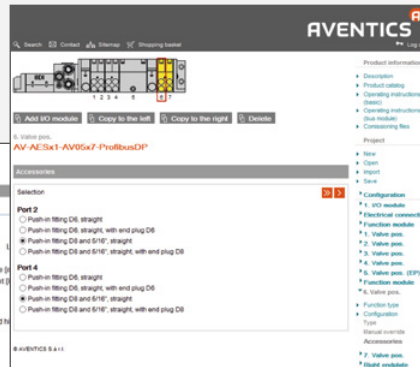 AVENTICS
Search Contact Sitemap Shopping basket
Log
1 2 3 4 5 6 7
Add I/O module Copy to the left Copy to the right Delete
6. Valve pos.
AV-AESx1-AV05x7-ProfibusDP
Accessories
Selection
Port 2
Push-in fitting D6, straight
Push-in fitting D6, straight, with end plug D6
Push-in fitting D8 and 5/16", straight
Push-in fitting D8 and 5/16", straight, with end plug D8
Port 4
Push-in fitting D6, straight
Push-in fitting D6, straight, with end plug D6
Push-in fitting D8 and 5/16", straight
Push-in fitting D8 and 5/16", straight, with end plug D8
© AVENTICS S.à r.l.
Product information
Description
Product catalog
Operating instructions
(basic)
Operating instructions
(bus module)
Comissioning files
Project
New
Open
Import
Save
Configuration
1. I/O module
Electrical connecti
Function module
1. Valve pos.
2. Valve pos.
3. Valve pos.
4. Valve pos.
5. Valve pos. (EP)
Function module
6. Valve pos.
Function type
Configuration
Type
Manual override
Accessories
7. Valve pos.
Right endplate